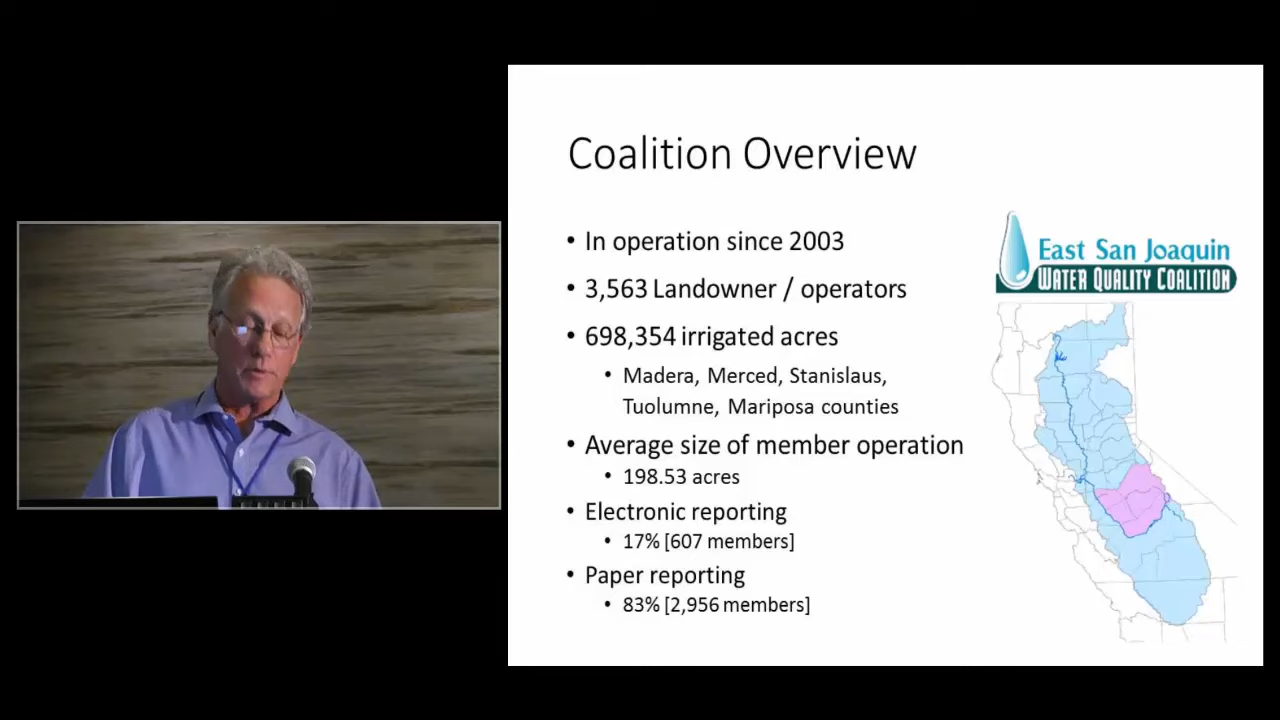 Coalition Overview
• In operation since 2003
• 3,563 Landowner / operators
• 698,354 irrigated acres
• Madera, Merced, Stanislaus,
Tuolumne, Mariposa counties
• Average size of member operation
• 198.53 acres
• Electronic reporting
• 17% [607 members]
• Paper reporting
• 83% [2,956 members]
East San Joaquin
WATER QUALITY COALITION